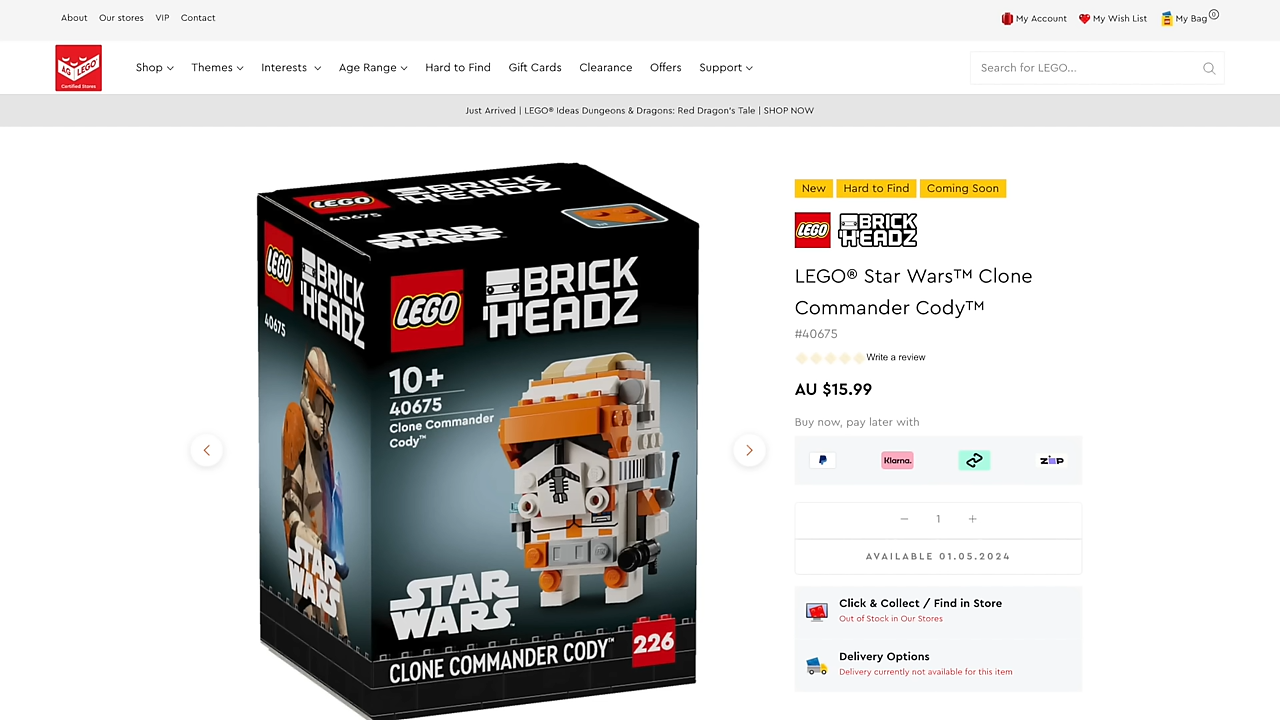 About Our stores VIP Contact
My Account My Wish List My Bag 0
AG LEGO Certified Stores
Shop Themes Interests Age Range Hard to Find Gift Cards Clearance Offers Support
Search for LEGO...
Just Arrived | LEGO® Ideas Dungeons & Dragons: Red Dragon's Tale | SHOP NOW
LEGO BRICK HEADZ
40675
STAR WARS
LEGO BRICK HEADZ
40675
STAR WARS
LEGO BRICK HEADZ
10+
40675
Clone Commander
Cody™
STAR WARS
CLONE COMMANDER CODY™
226
New Hard to Find Coming Soon
LEGO BRICK HEADZ
LEGO® Star Wars™ Clone
Commander Cody™
#40675
Write a review
AU $15.99
Buy now, pay later with
Klarna. zip
− 1 +
AVAILABLE 01.05.2024
Click & Collect / Find in Store
Out of Stock in Our Stores
Delivery Options
Delivery currently not available for this item